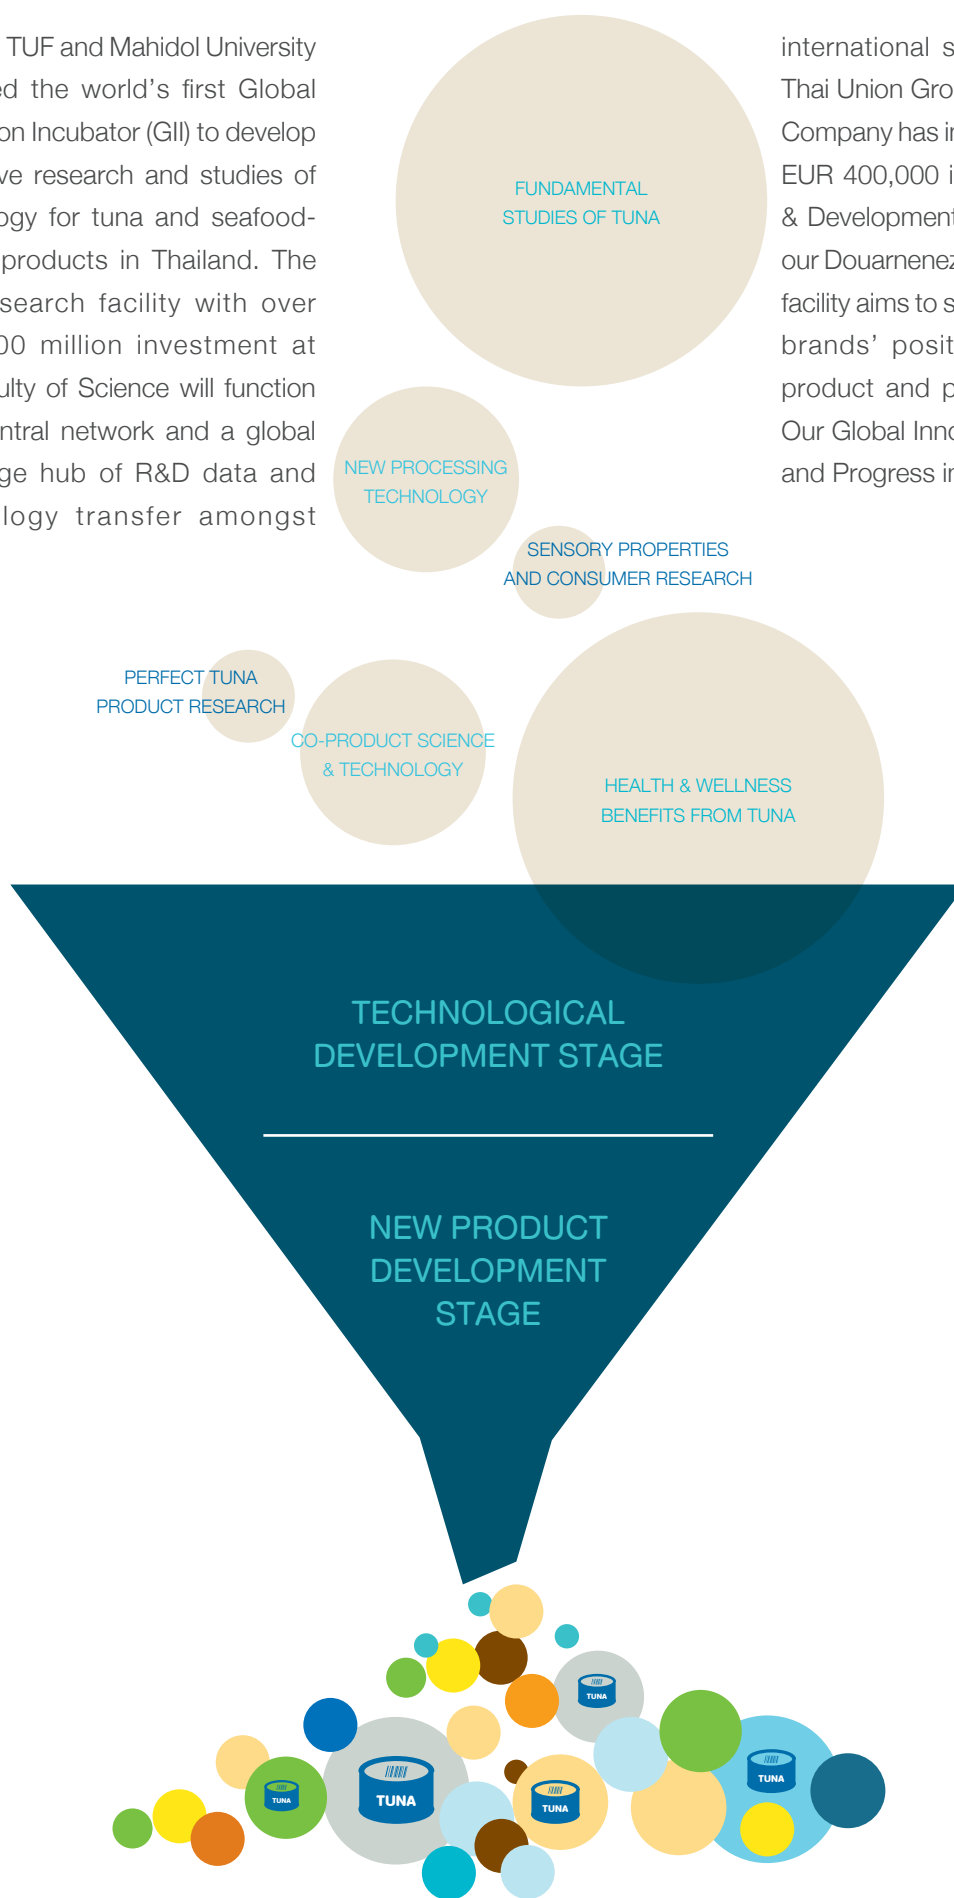 TUF and Mahidol University
ed the world's first Global
on Incubator (GII) to develop
ve research and studies of
ogy for tuna and seafood-
products in Thailand. The
search facility with over
00 million investment at
ulty of Science will function
ntral network and a global
ge hub of R&D data and
logy transfer amongst
international s
Thai Union Gro
Company has in
EUR 400,000 i
& Development
our Douarnenez
facility aims to s
brands' posit
product and p
Our Global Inno
and Progress in
FUNDAMENTAL
STUDIES OF TUNA
NEW PROCESSING
TECHNOLOGY
SENSORY PROPERTIES
AND CONSUMER RESEARCH
PERFECT TUNA
PRODUCT RESEARCH
CO-PRODUCT SCIENCE
& TECHNOLOGY
HEALTH & WELLNESS
BENEFITS FROM TUNA
TECHNOLOGICAL
DEVELOPMENT STAGE
NEW PRODUCT
DEVELOPMENT
STAGE
TUNA
TUNA
TUNA
TUNA
TUNA